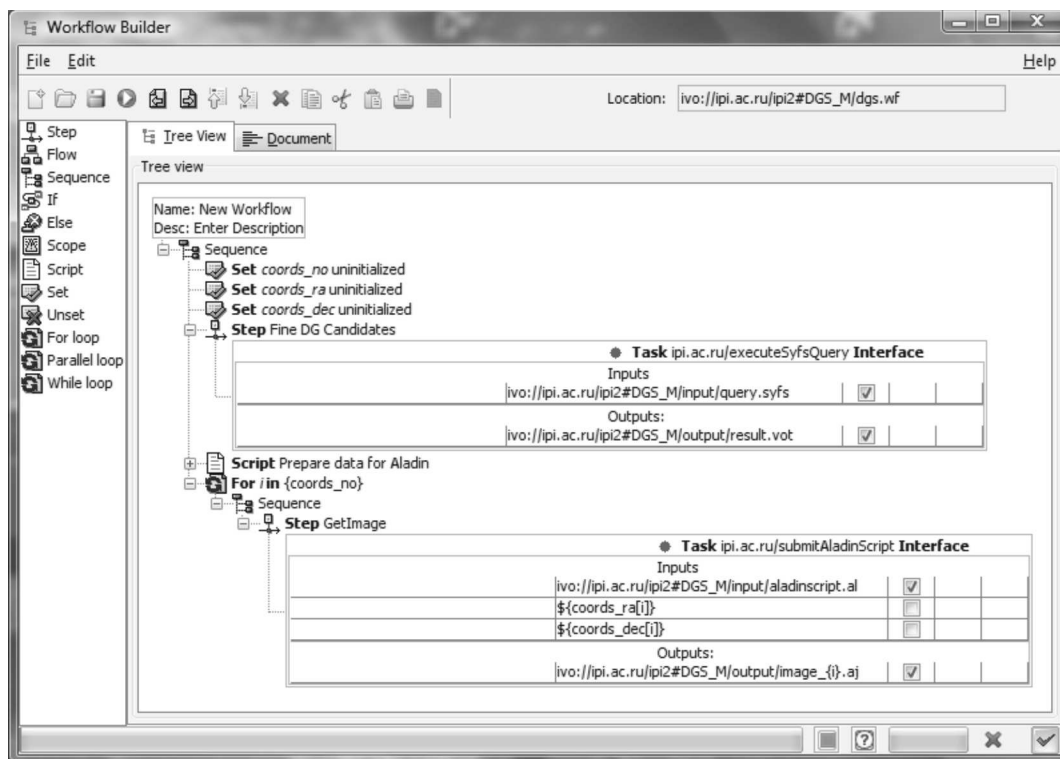 Workflow Builder
File Edit Help
Location: ivo://ipi.ac.ru/ipi2#DGS_M/dgs.wf
Step
Flow
Sequence
If
Else
Scope
Script
Set
Unset
For loop
Parallel loop
While loop
Tree View Document
Tree view
Name: New Workflow
Desc: Enter Description
Sequence
Set coords_no uninitialized
Set coords_ra uninitialized
Set coords_dec uninitialized
Step Fine DG Candidates
Task ipi.ac.ru/executeSyfsQuery Interface
Inputs
ivo://ipi.ac.ru/ipi2#DGS_M/input/query.syfs
Outputs:
ivo://ipi.ac.ru/ipi2#DGS_M/output/result.vot
Script Prepare data for Aladin
For i in {coords_no}
Sequence
Step GetImage
Task ipi.ac.ru/submitAladinScript Interface
Inputs
ivo://ipi.ac.ru/ipi2#DGS_M/input/aladinscript.al
${coords_ra[i]}
${coords_dec[i]}
Outputs:
ivo://ipi.ac.ru/ipi2#DGS_M/output/image_{i}.aj